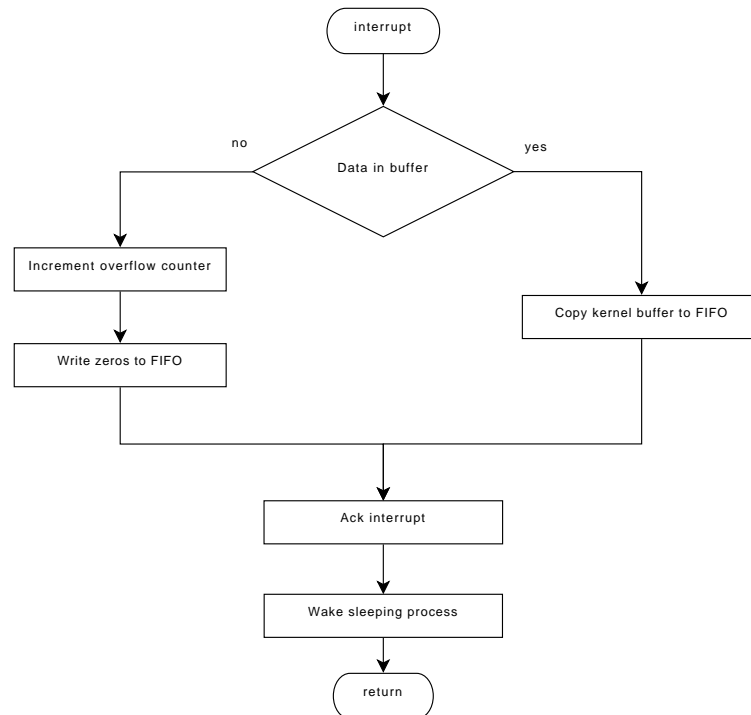 interrupt
no
yes
Data in buffer
Increment overflow counter
Copy kernel buffer to FIFO
Write zeros to FIFO
Ack interrupt
Wake sleeping process
return